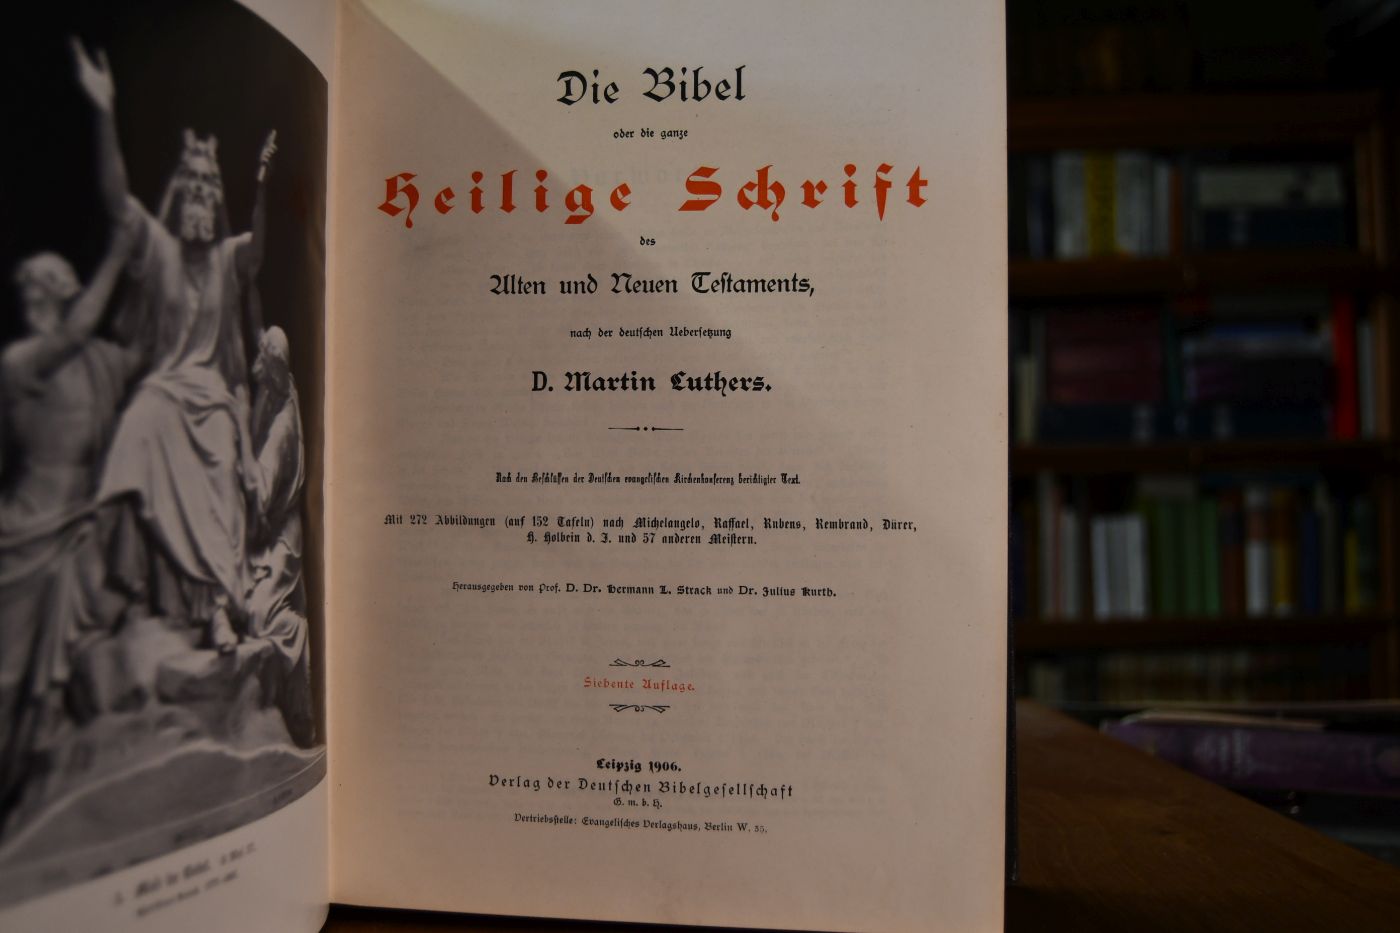 Die Bibel
oder die ganze
Heilige Schrift
des
Alten und Neuen Testaments,
nach der deutschen Uebersetzung
D. Martin Luthers.
Nach den Beschlüssen der Deutschen evangelischen Kirchenkonferenz berichtigter Text.
Mit 272 Abbildungen (auf 152 Tafeln) nach Michelangelo, Raffael, Rubens, Rembrand, Dürer,
H. Holbein d. J. und 57 anderen Meistern.
Herausgegeben von Prof. D. Dr. Hermann L. Strack und Dr. Julius Kurth.
Siebente Auflage.
Leipzig 1906.
Verlag der Deutschen Bibelgesellschaft
G. m. b. H.
Vertriebsstelle: Evangelisches Verlagshaus, Berlin W. 35.